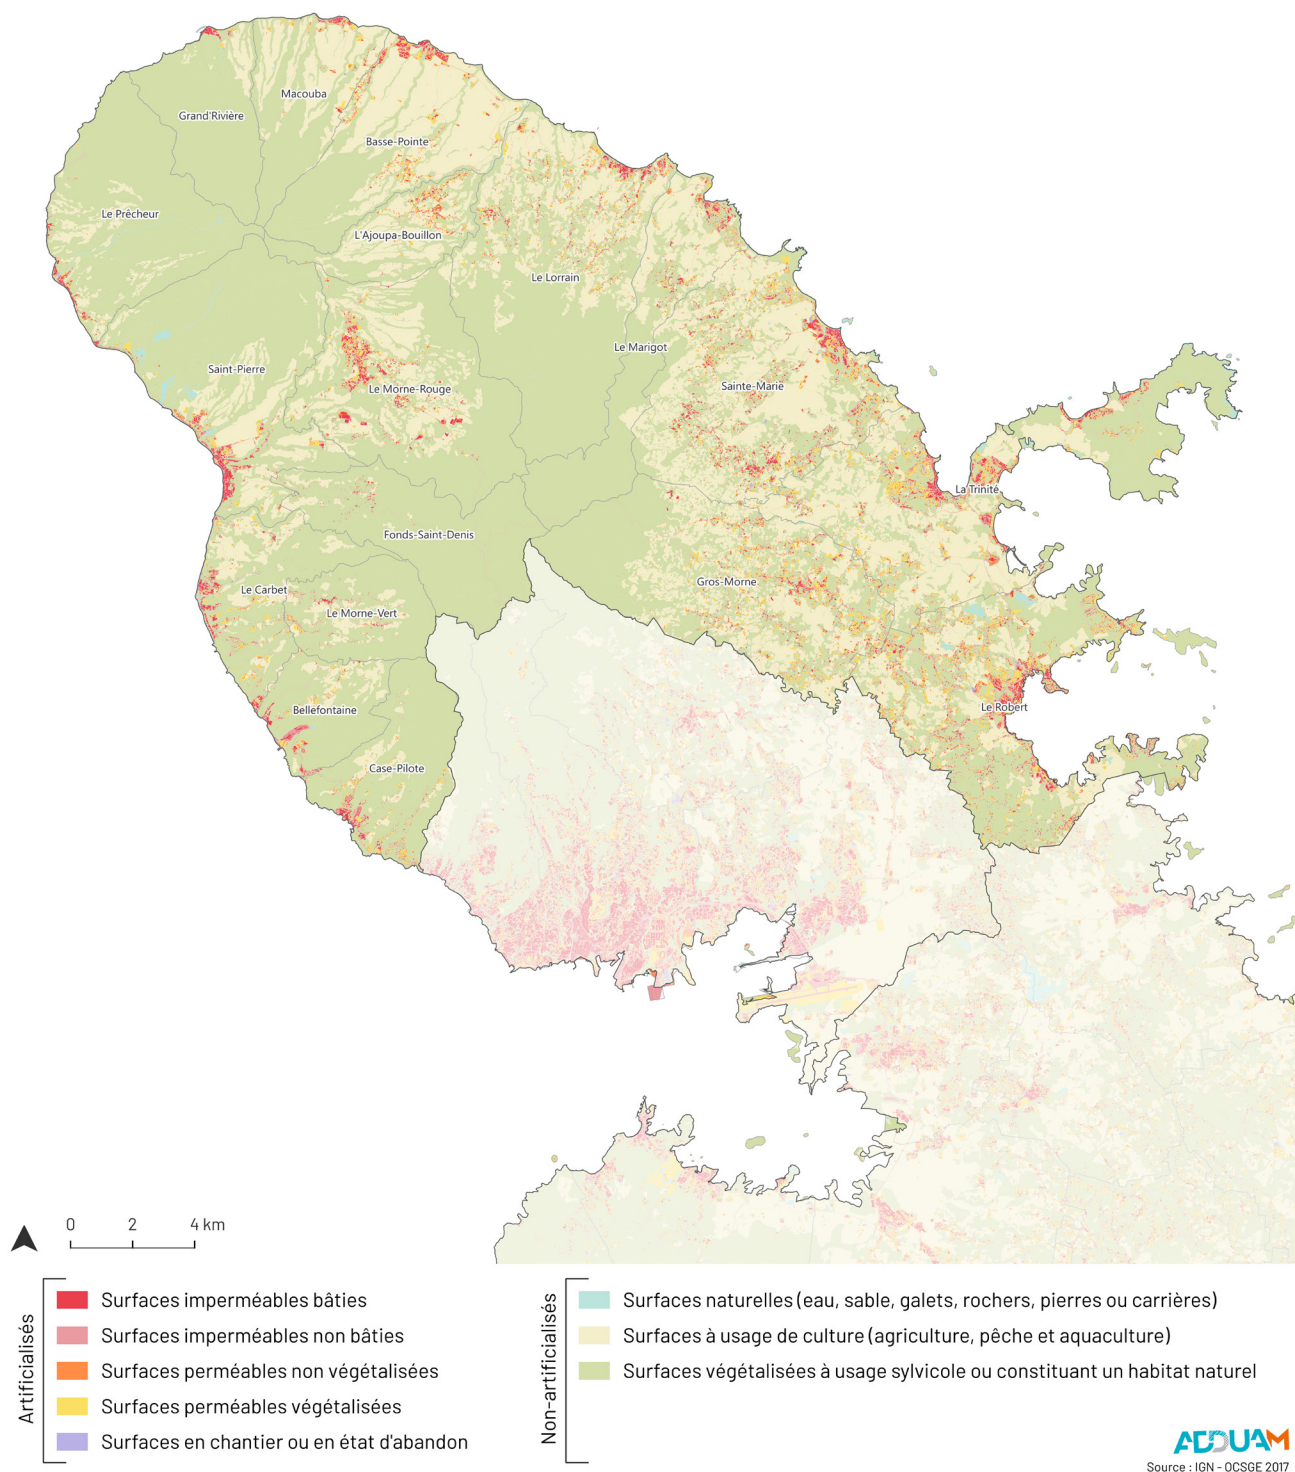 Macouba
Grand'Rivière
Basse-Pointe
Le Prêcheur
L'Ajoupa-Bouillon
Le Lorrain
Le Marigot
Saint-Pierre
Sainte-Marie
Le Morne-Rouge
La Trinité
Fonds-Saint-Denis
Gros-Morne
Le Carbet
Le Morne-Vert
Le Robert
Bellefontaine
Case-Pilote
0 2 4 km
Artificialisés
Surfaces imperméables bâties
Surfaces imperméables non bâties
Surfaces perméables non végétalisées
Surfaces perméables végétalisées
Surfaces en chantier ou en état d'abandon
Non-artificialisés
Surfaces naturelles (eau, sable, galets, rochers, pierres ou carrières)
Surfaces à usage de culture (agriculture, pêche et aquaculture)
Surfaces végétalisées à usage sylvicole ou constituant un habitat naturel
ADDUAM
Source : IGN - OCSGE 2017